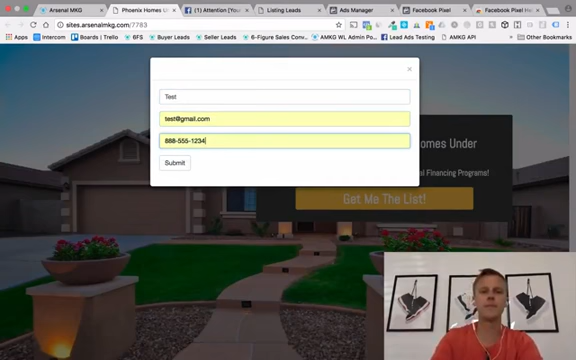 Arsenal MKG
Phoenix Homes U
(1) Attention (Y
Listing Leads
Ads Manager
Facebook Pixel
Facebook Pixel He
sites.arsenalmkg.com/7783
Apps
Intercom
Boards | Trello
6FS
Buyer Leads
Seller Leads
6-Figure Sales Conv...
AMKG WL Admin Po...
Lead Ads Testing
AMKG API
Other Bookmarks
×
Test
test@gmail.com
888-555-1234
Submit
omes Under
al Financing Programs!
Get Me The List!